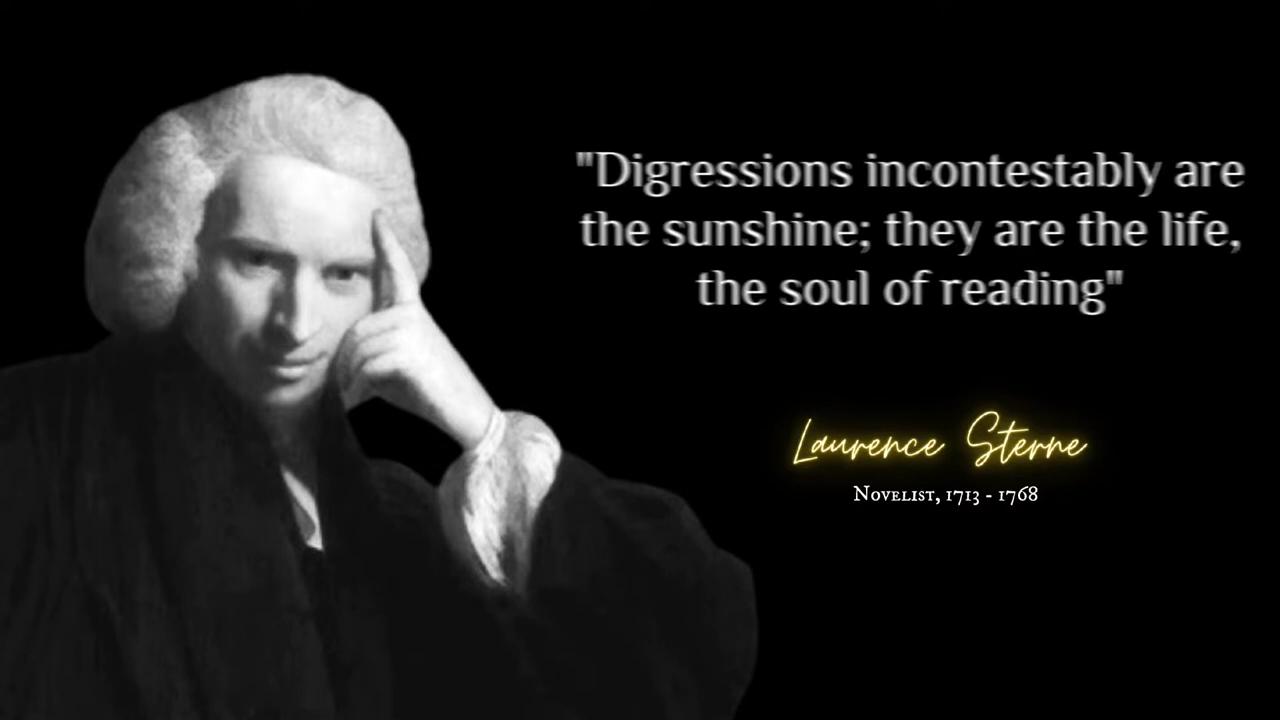 "Digressions incontestably are
the sunshine; they are the life,
the soul of reading"
Laurence Sterne
Novelist, 1713 - 1768